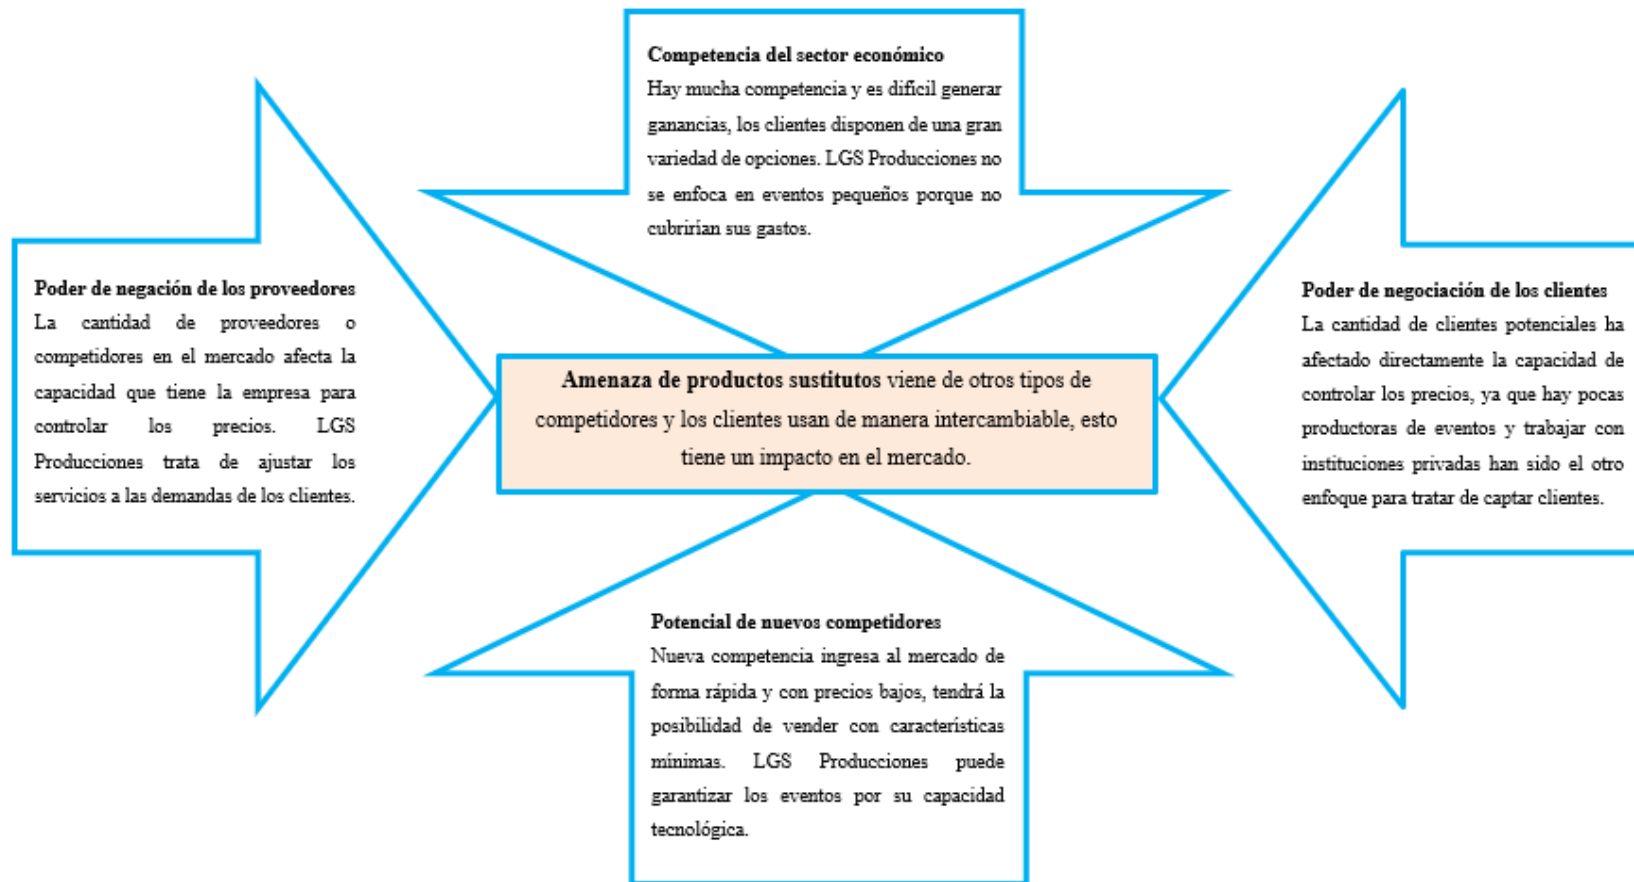 Competencia del sector económico
Hay mucha competencia y es difícil generar
ganancias, los clientes disponen de una gran
variedad de opciones. LGS Producciones no
se enfoca en eventos pequeños porque no
cubrirían sus gastos.
Poder de negación de los proveedores
La cantidad de proveedores o
competidores en el mercado afecta la
capacidad que tiene la empresa para
controlar los precios. LGS
Producciones trata de ajustar los
servicios a las demandas de los clientes.
Amenaza de productos sustitutos viene de otros tipos de
competidores y los clientes usan de manera intercambiable, esto
tiene un impacto en el mercado.
Poder de negociación de los clientes
La cantidad de clientes potenciales ha
afectado directamente la capacidad de
controlar los precios, ya que hay pocas
productoras de eventos y trabajar con
instituciones privadas han sido el otro
enfoque para tratar de captar clientes.
Potencial de nuevos competidores
Nueva competencia ingresa al mercado de
forma rápida y con precios bajos, tendrá la
posibilidad de vender con características
mínimas. LGS Producciones puede
garantizar los eventos por su capacidad
tecnológica.